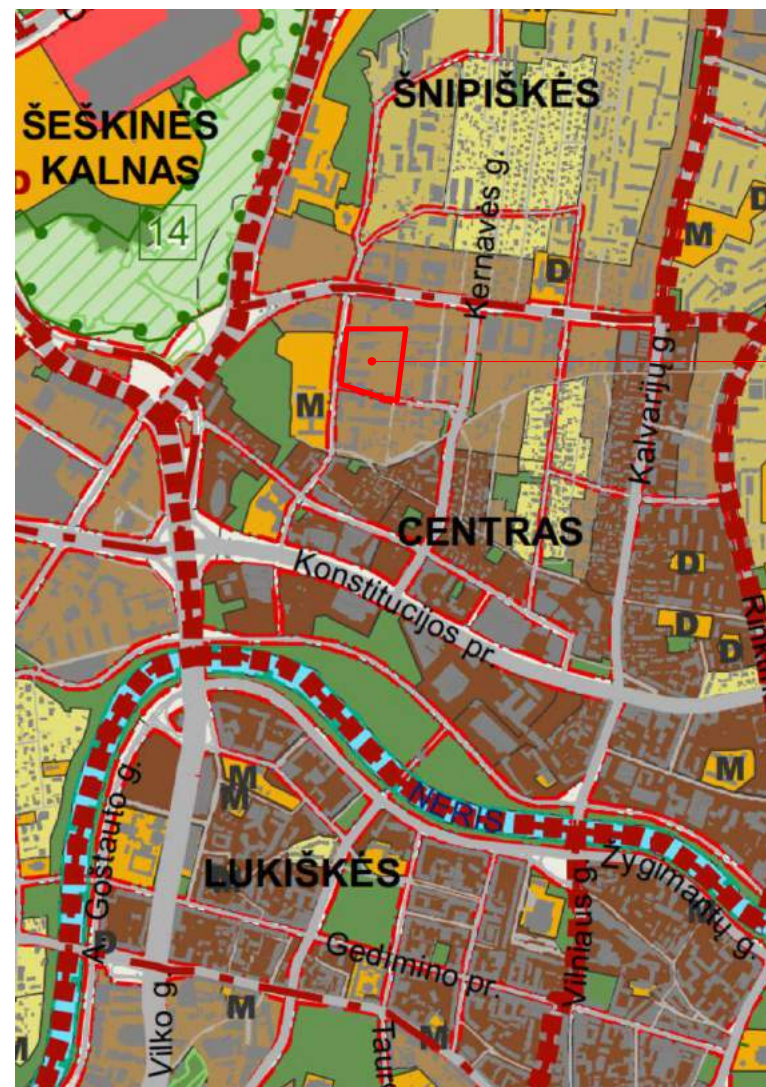 ŠNIPIŠKĖS
ŠEŠKINĖS
KALNAS
14
M
D
Kernavės g.
D
M
Kalvarijų g.
CENTRAS
Konstitucijos pr.
D
D
D
M
M
M
NERIS
A. Goštauto g.
LUKIŠKĖS
Žygimantų g.
Vilniaus g.
Gedimino pr.
M
M
Vilko g.
M
M